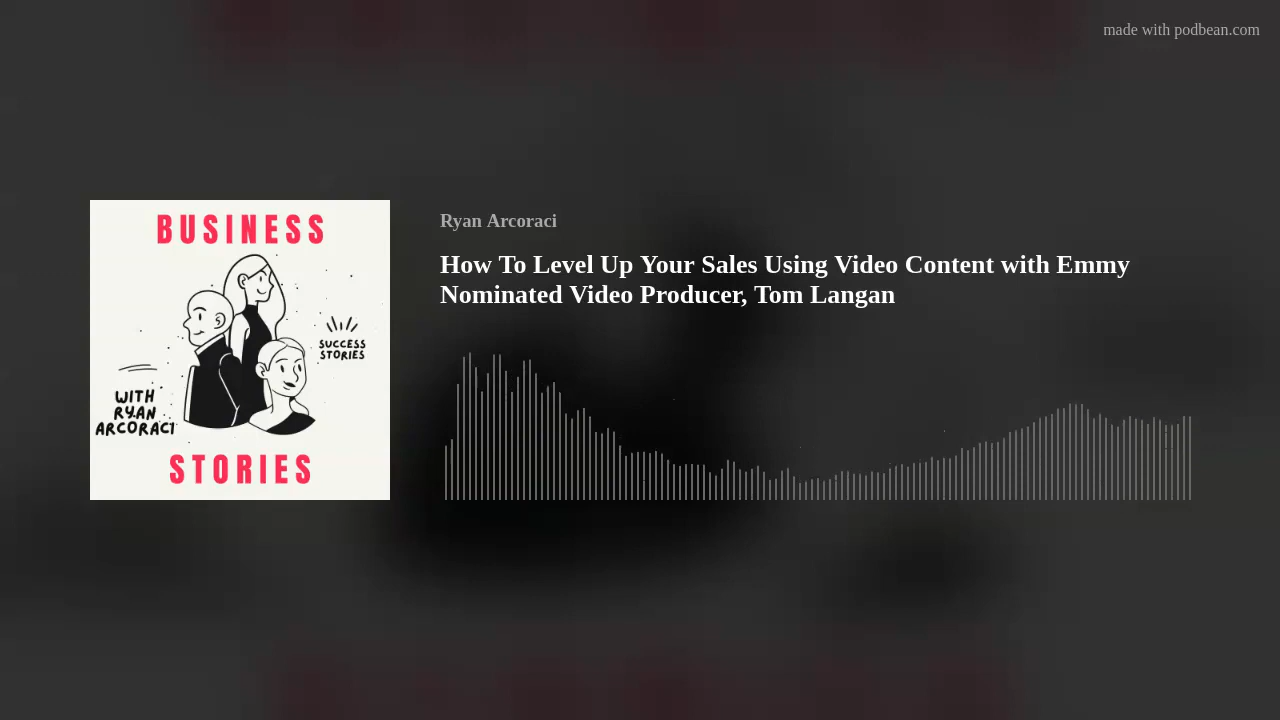 made with podbean.com
BUSINESS
SUCCESS
STORIES
WITH
RYAN
ARCORACI
STORIES
Ryan Arcoraci
How To Level Up Your Sales Using Video Content with Emmy
Nominated Video Producer, Tom Langan